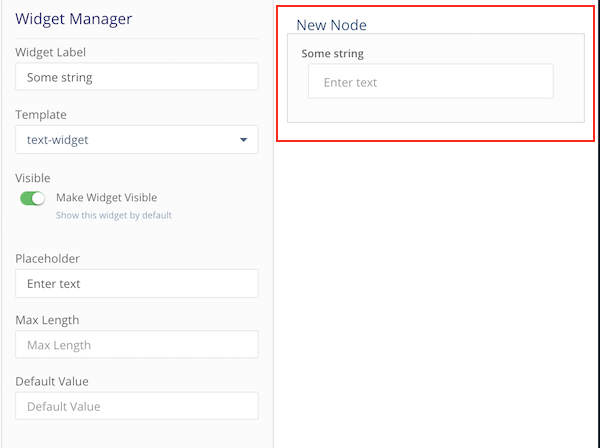 Widget Manager
Widget Label
Some string
Template
text-widget
Visible
Make Widget Visible
Show this widget by default
Placeholder
Enter text
Max Length
Max Length
Default Value
Default Value
New Node
Some string
Enter text